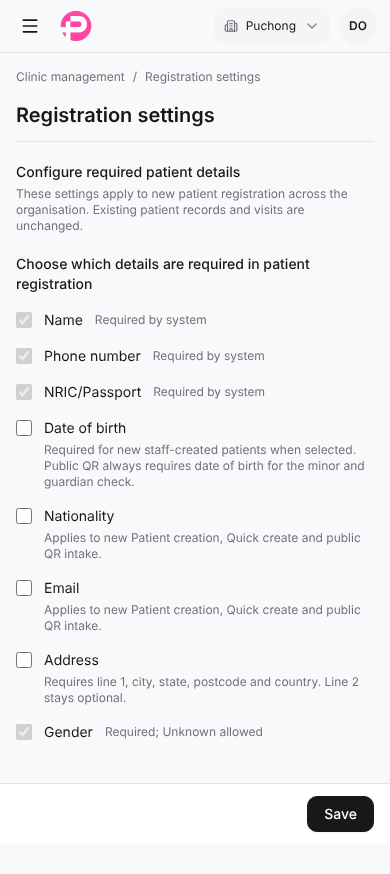 Puchong
DO
Clinic management / Registration settings
Registration settings
Configure required patient details
These settings apply to new patient registration across the
organisation. Existing patient records and visits are
unchanged.
Choose which details are required in patient
registration
Name Required by system
Phone number Required by system
NRIC/Passport Required by system
Date of birth
Required for new staff-created patients when selected.
Public QR always requires date of birth for the minor and
guardian check.
Nationality
Applies to new Patient creation, Quick create and public
QR intake.
Email
Applies to new Patient creation, Quick create and public
QR intake.
Address
Requires line 1, city, state, postcode and country. Line 2
stays optional.
Gender Required; Unknown allowed
Save